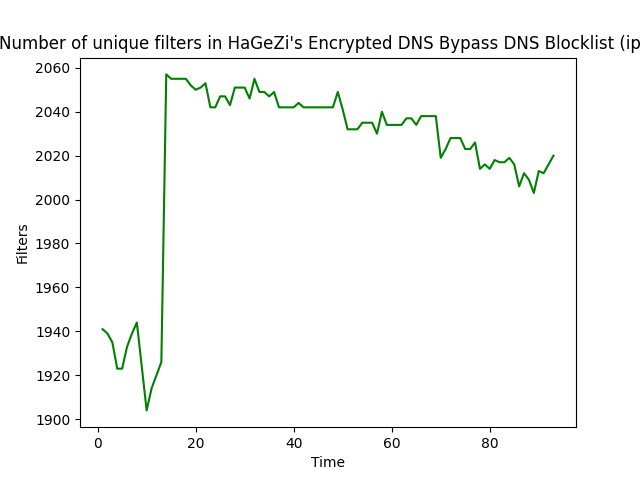 Number of unique filters in HaGeZi's Encrypted DNS Bypass DNS Blocklist (ip
2060
2040
2020
2000
1980
1960
1940
1920
1900
Filters
0 20 40 60 80
Time